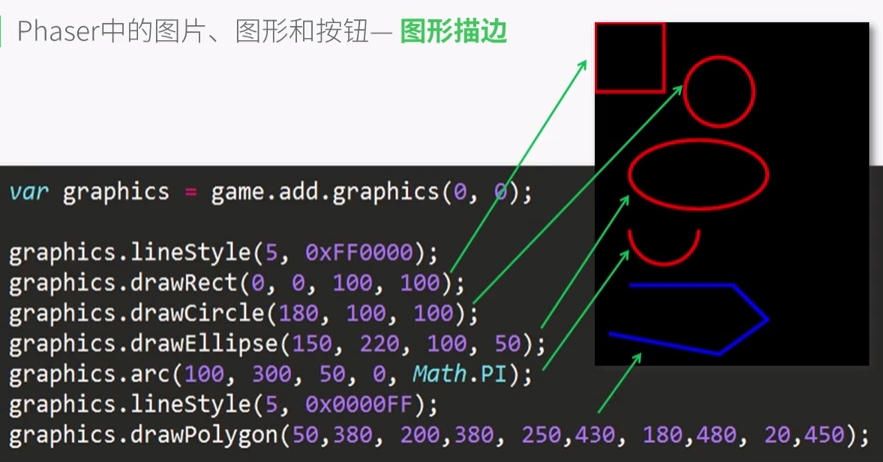 Phaser中的图片、图形和按钮— 图形描边
var graphics = game.add.graphics(0, 0);
graphics.lineStyle(5, 0xFF0000);
graphics.drawRect(0, 0, 100, 100);
graphics.drawCircle(180, 100, 100);
graphics.drawEllipse(150, 220, 100, 50);
graphics.arc(100, 300, 50, 0, Math.PI);
graphics.lineStyle(5, 0x0000FF);
graphics.drawPolygon(50,380, 200,380, 250,430, 180,480, 20,450);